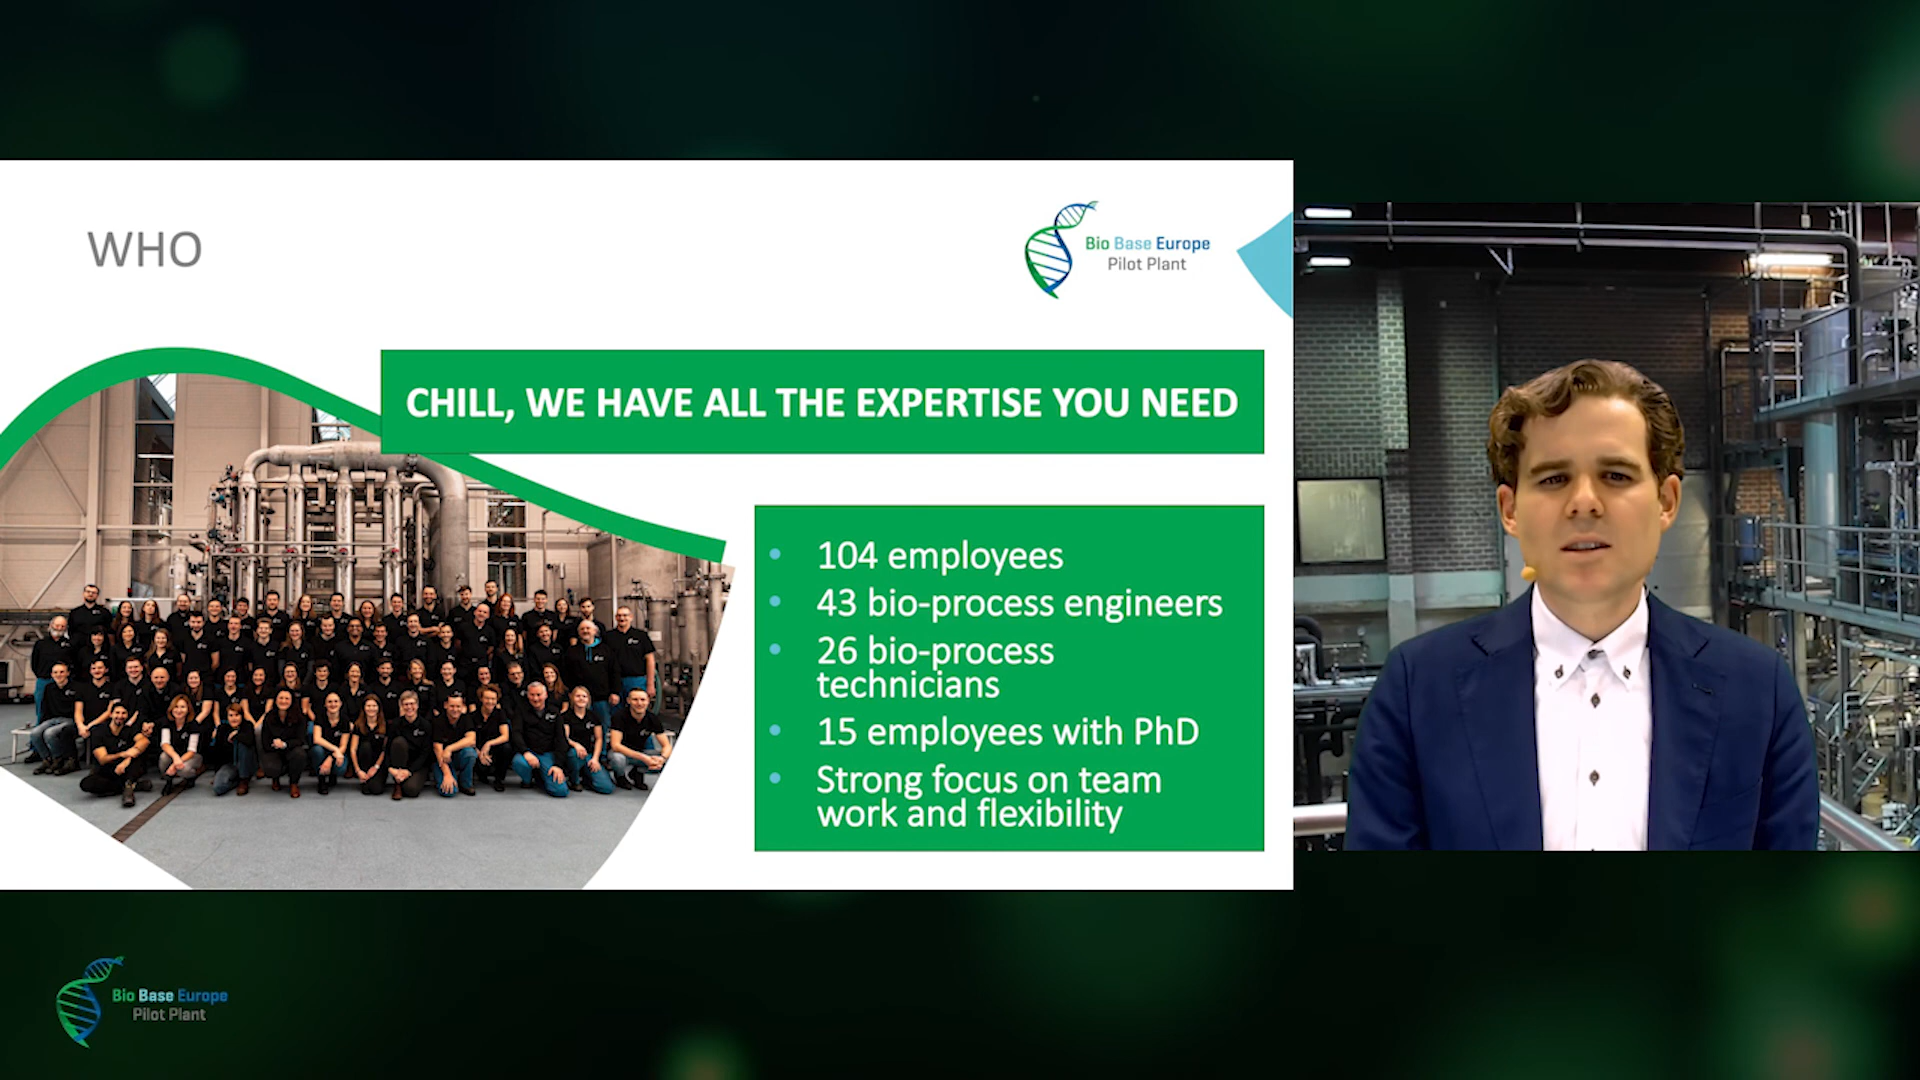 WHO
Bio Base Europe
Pilot Plant
CHILL, WE HAVE ALL THE EXPERTISE YOU NEED
• 104 employees
• 43 bio-process engineers
• 26 bio-process
technicians
• 15 employees with PhD
• Strong focus on team
work and flexibility
Bio Base Europe
Pilot Plant